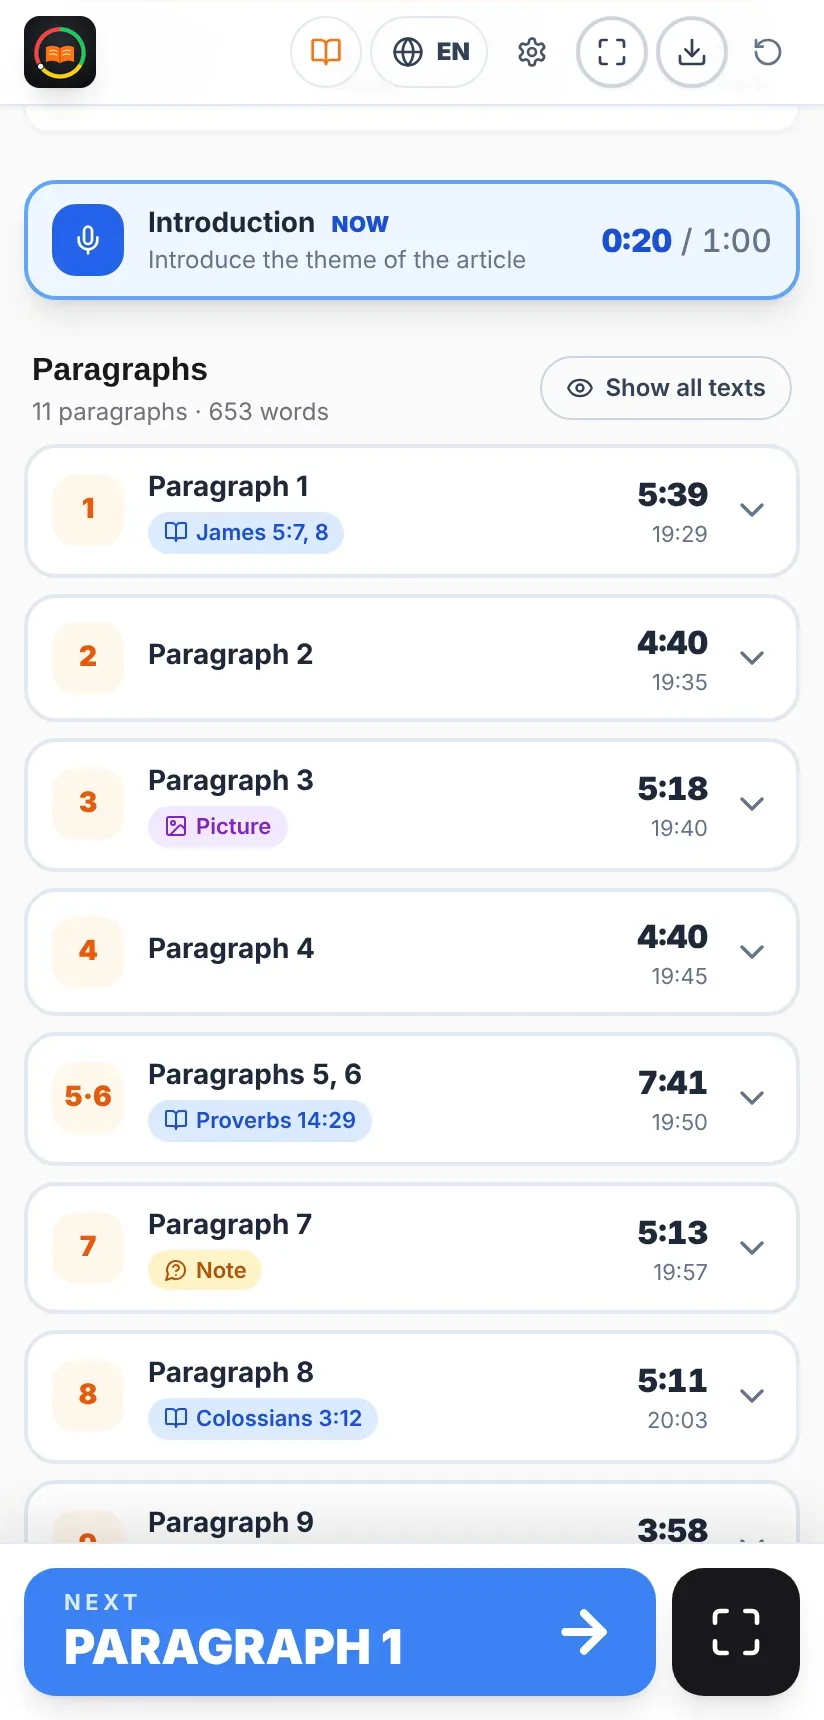 EN
Introduction NOW
Introduce the theme of the article
0:20 / 1:00
Paragraphs
11 paragraphs · 653 words
Show all texts
1
Paragraph 1
James 5:7, 8
5:39
19:29
2
Paragraph 2
4:40
19:35
3
Paragraph 3
Picture
5:18
19:40
4
Paragraph 4
4:40
19:45
5·6
Paragraphs 5, 6
Proverbs 14:29
7:41
19:50
7
Paragraph 7
Note
5:13
19:57
8
Paragraph 8
Colossians 3:12
5:11
20:03
9
Paragraph 9
3:58
NEXT
PARAGRAPH 1